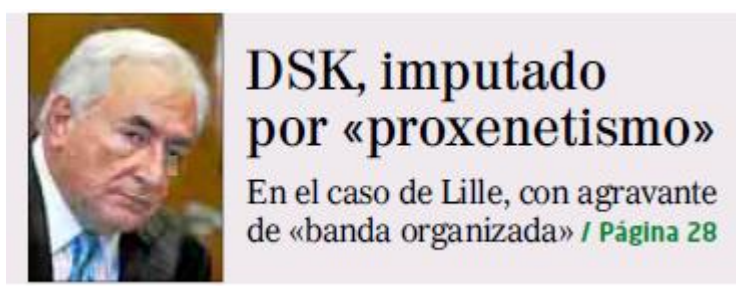 DSK, imputado
por «proxenetismo»
En el caso de Lille, con agravante
de «banda organizada» / Página 28